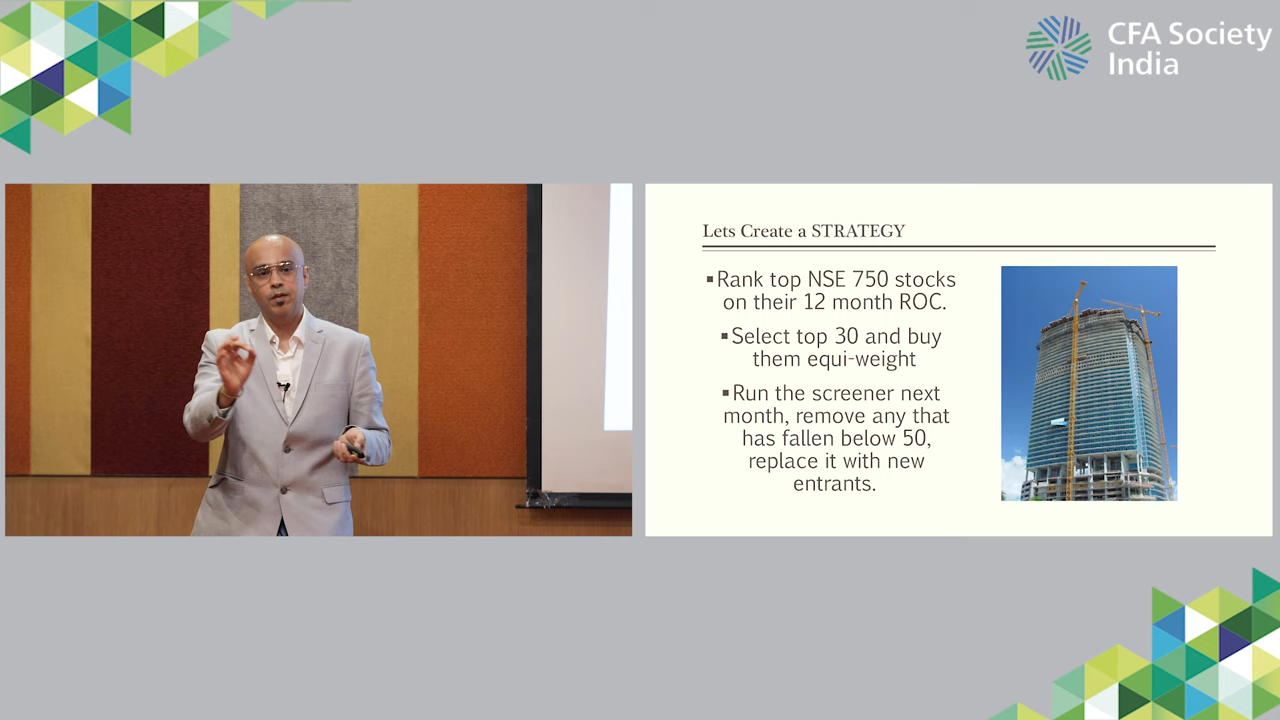 CFA Society
India
Lets Create a STRATEGY
▪Rank top NSE 750 stocks
on their 12 month ROC.
▪Select top 30 and buy
them equi-weight
▪Run the screener next
month, remove any that
has fallen below 50,
replace it with new
entrants.